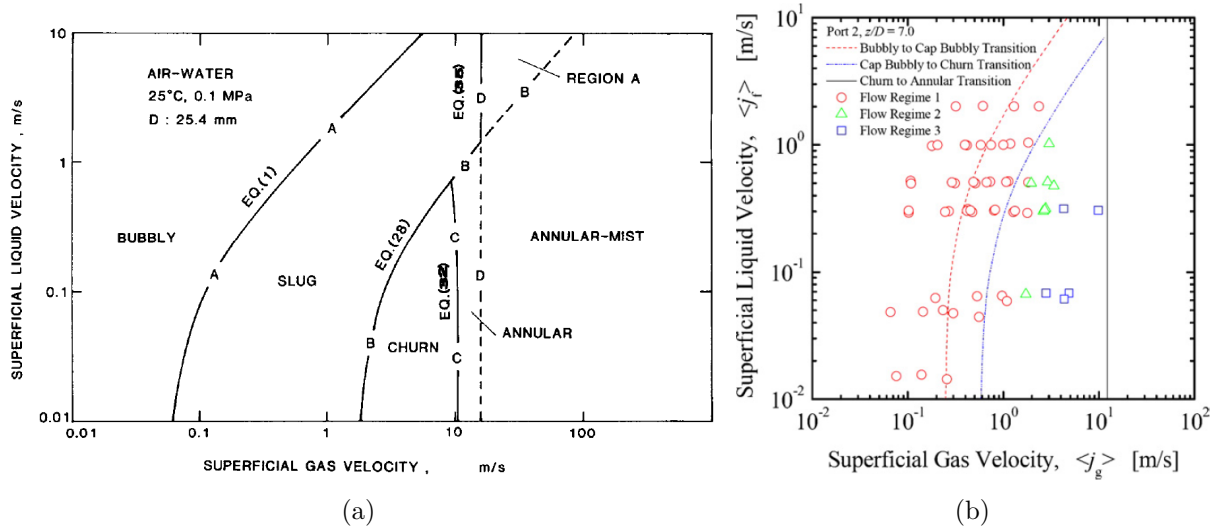 10
AIR-WATER
25°C, 0.1 MPa
D : 25.4 mm
REGION A
D
B
A
EQ.(1)
1
B
SUPERFICIAL LIQUID VELOCITY , m/s
BUBBLY
EQ.(28)
C
ANNULAR-MIST
A
SLUG
D
0.1
ANNULAR
B
CHURN
C
0.01
0.01
0.1
1
10
100
SUPERFICIAL GAS VELOCITY , m/s
(a)
Port 2, z/D = 7.0
Bubbly to Cap Bubbly Transition
Cap Bubbly to Churn Transition
Churn to Annular Transition
Flow Regime 1
Flow Regime 2
Flow Regime 3
Superficial Liquid Velocity, <j_f> [m/s]
10^1
10^0
10^-1
10^-2
10^-2
10^-1
10^0
10^1
10^2
Superficial Gas Velocity, <j_g> [m/s]
(b)